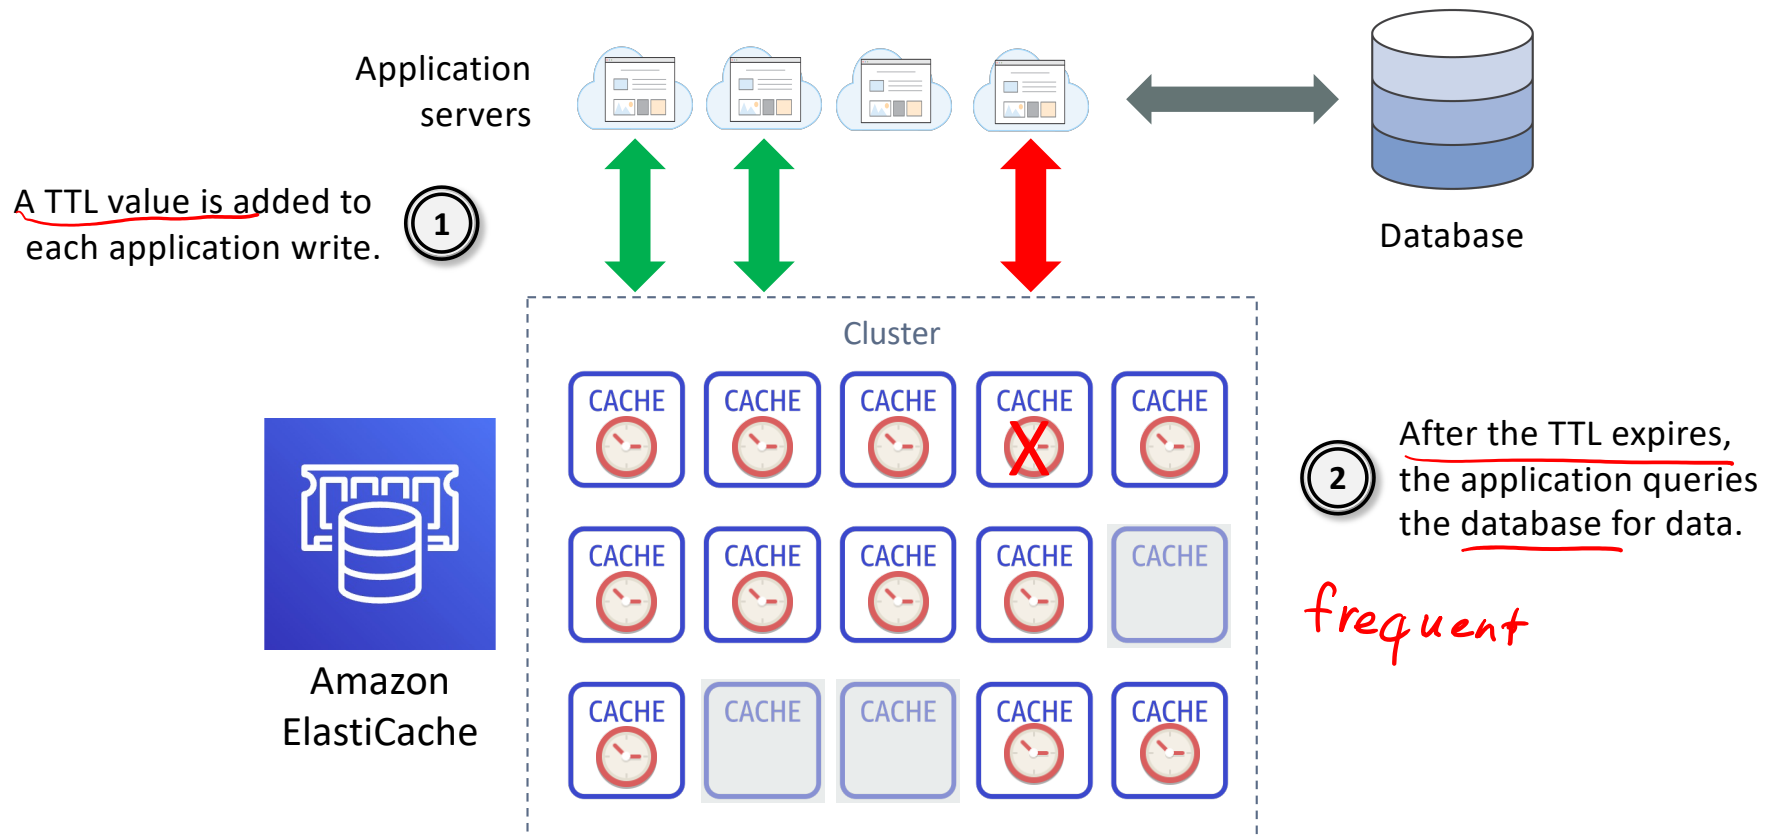 Application
servers
A TTL value is added to
each application write.
1
Database
Cluster
CACHE CACHE CACHE CACHE CACHE
X
After the TTL expires,
2
the application queries
the database for data.
CACHE CACHE CACHE CACHE CACHE
frequent
Amazon
ElastiCache
CACHE CACHE CACHE CACHE CACHE